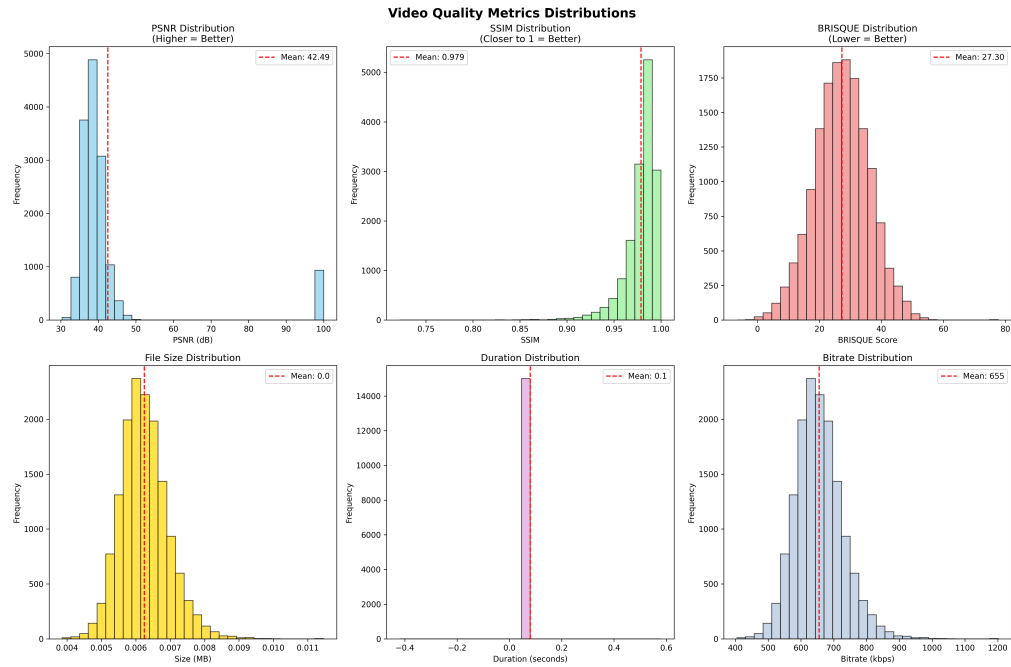 Video Quality Metrics Distributions
PSNR Distribution
(Higher = Better)
Mean: 42.49
Frequency
5000
4000
3000
2000
1000
0
30 40 50 60 70 80 90 100
PSNR (dB)
SSIM Distribution
(Closer to 1 = Better)
Mean: 0.979
Frequency
5000
4000
3000
2000
1000
0
0.75 0.80 0.85 0.90 0.95 1.00
SSIM
BRISQUE Distribution
(Lower = Better)
Mean: 27.30
Frequency
1750
1500
1250
1000
750
500
250
0
0 20 40 60 80
BRISQUE Score
File Size Distribution
Mean: 0.0
Frequency
2000
1500
1000
500
0
0.004 0.005 0.006 0.007 0.008 0.009 0.010 0.011
Size (MB)
Duration Distribution
Mean: 0.1
Frequency
14000
12000
10000
8000
6000
4000
2000
0
−0.4 −0.2 0.0 0.2 0.4 0.6
Duration (seconds)
Bitrate Distribution
Mean: 655
Frequency
2000
1500
1000
500
0
400 500 600 700 800 900 1000 1100 1200
Bitrate (kbps)